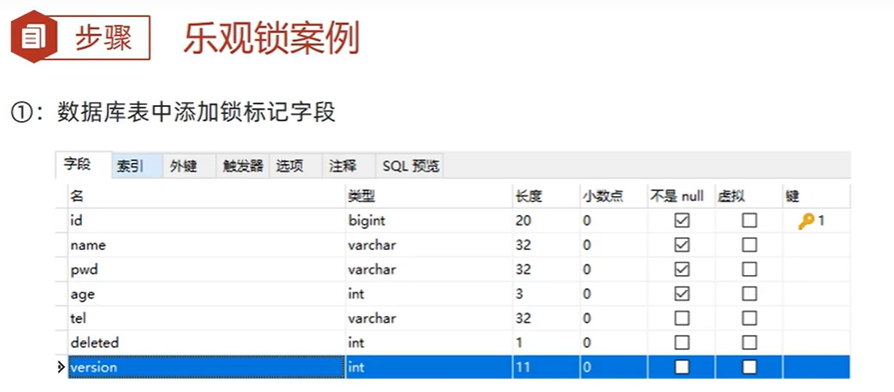 步骤 乐观锁案例
①：数据库表中添加锁标记字段
字段 索引 外键 触发器 选项 注释 SQL 预览
名 类型 长度 小数点 不是 null 虚拟 键
id bigint 20 0 1
name varchar 32 0
pwd varchar 32 0
age int 3 0
tel varchar 32 0
deleted int 1 0
version int 11 0